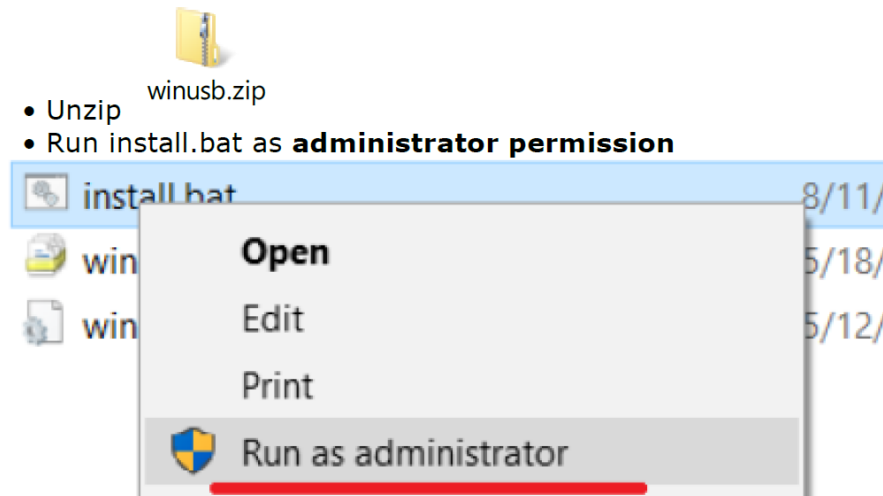 winusb.zip
• Unzip
• Run install.bat as administrator permission
install.bat 8/11/
win 5/18/
win 5/12/
Open
Edit
Print
Run as administrator